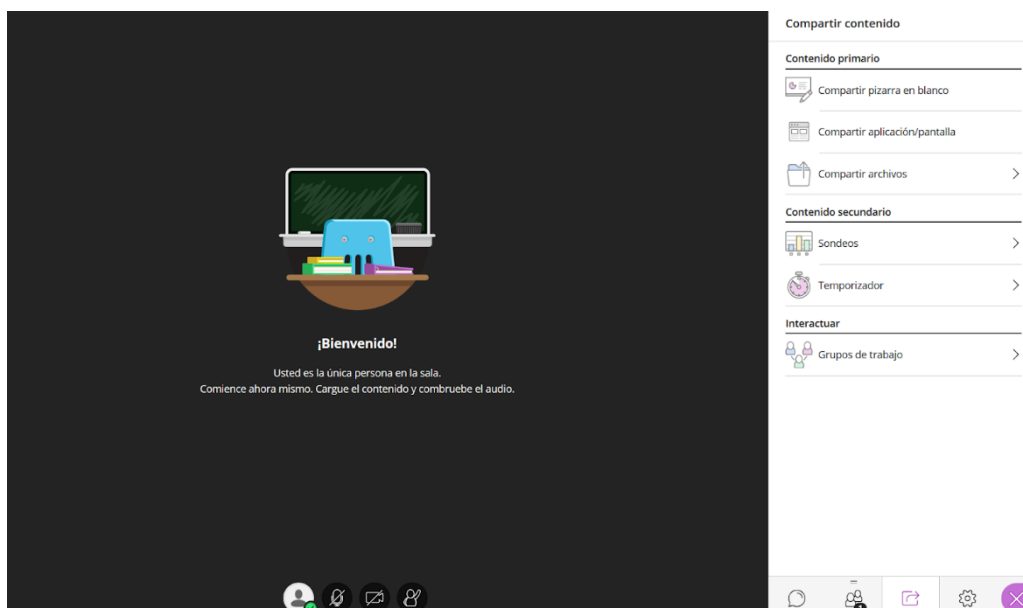 Compartir contenido
Contenido primario
Compartir pizarra en blanco
Compartir aplicación/pantalla
Compartir archivos
Contenido secundario
Sondeos
Temporizador
Interactuar
Grupos de trabajo
¡Bienvenido!
Usted es la única persona en la sala.
Comience ahora mismo. Cargue el contenido y combruebe el audio.